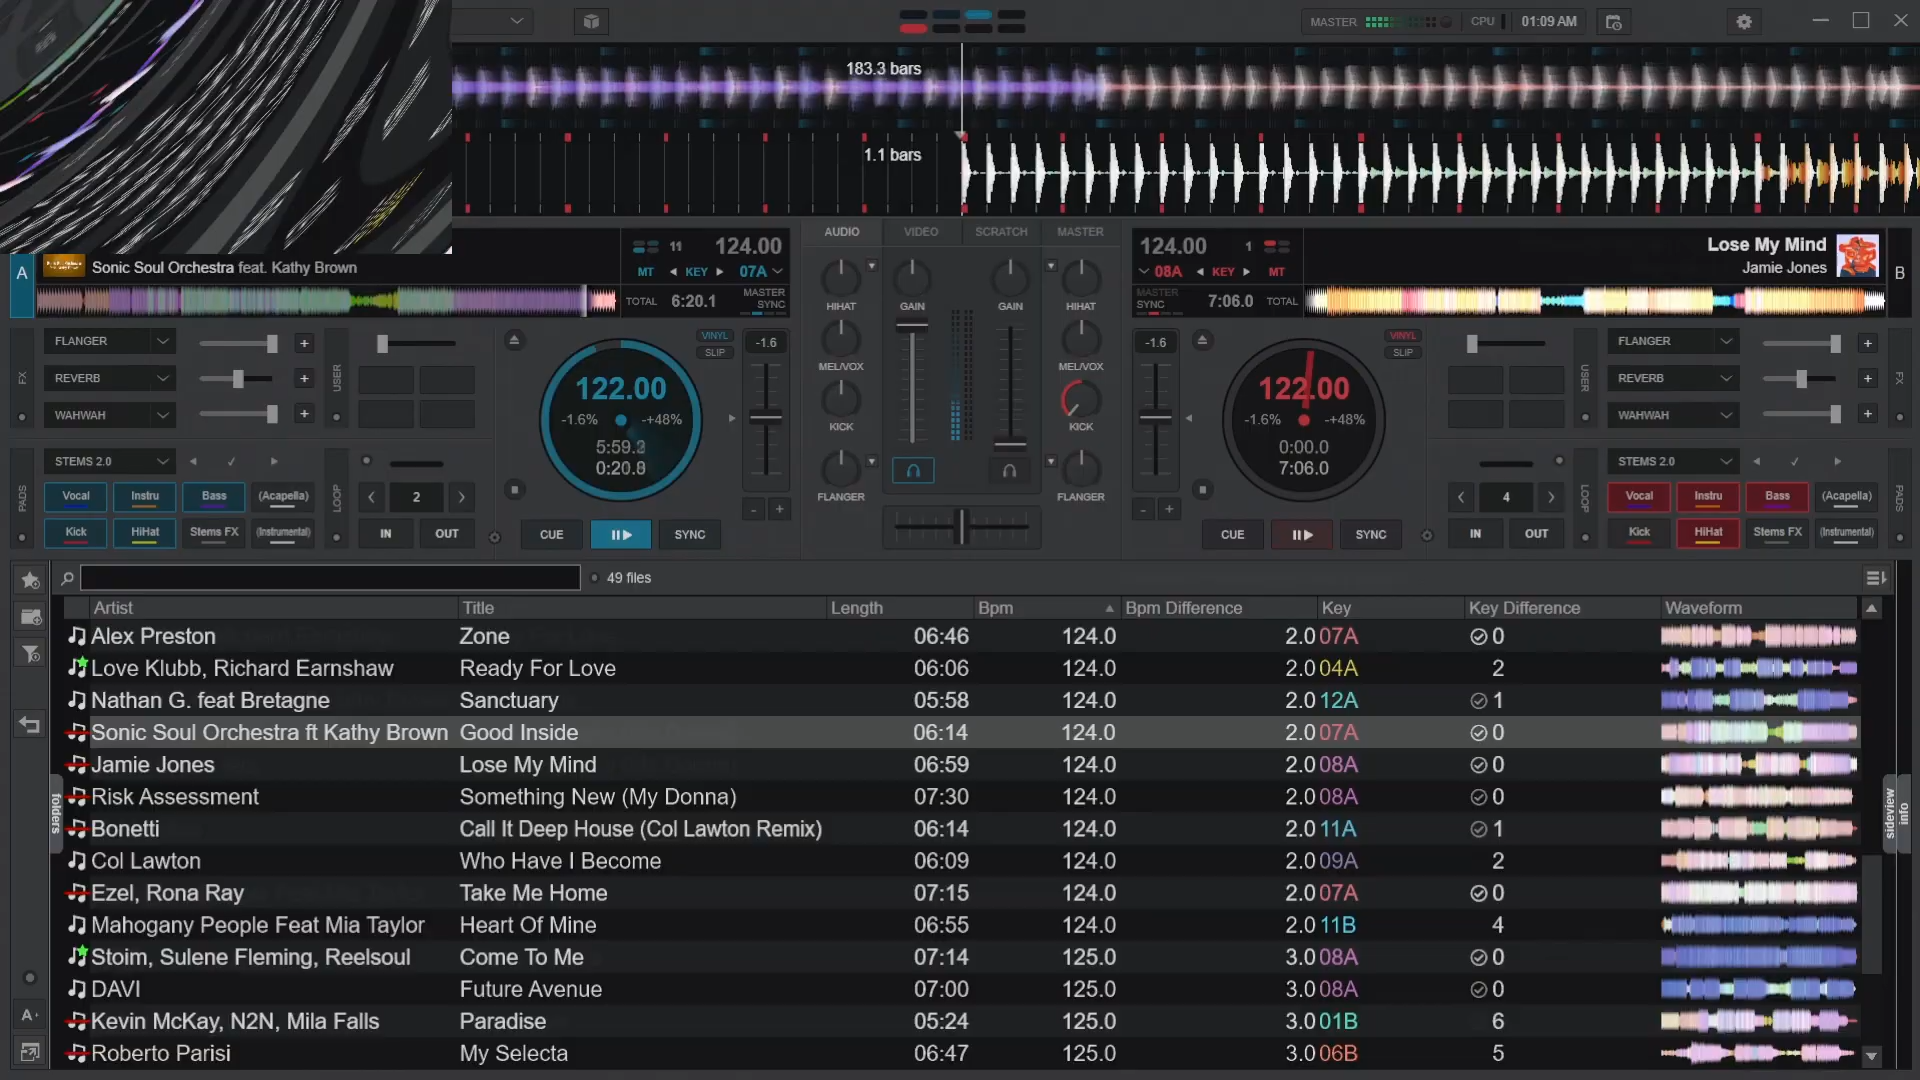 MASTER CPU 01:09 AM
183.3 bars
1.1 bars
AUDIO VIDEO SCRATCH MASTER
A Sonic Soul Orchestra feat. Kathy Brown
11 124.00
MT KEY 07A
TOTAL 6:20.1 MASTER SYNC
124.00 1
08A KEY MT
MASTER SYNC 7:06.0 TOTAL
Lose My Mind
Jamie Jones
B
HIHAT GAIN GAIN HIHAT
MEL/VOX MEL/VOX
KICK KICK
FLANGER FLANGER
FX
FLANGER +
REVERB +
WAHWAH +
USER
VINYL
SLIP
-1.6
122.00
-1.6% +48%
0:20.8
PADS
STEMS 2.0
Vocal Instru Bass (Acapella)
Kick HiHat Stems FX (Instrumental)
LOOP
2
IN OUT
CUE SYNC
- +
-1.6
VINYL
SLIP
122.00
-1.6% +48%
0:00.0
7:06.0
- +
CUE SYNC
USER
FLANGER +
REVERB +
WAHWAH +
FX
LOOP
4
IN OUT
STEMS 2.0
Vocal Instru Bass (Acapella)
Kick HiHat Stems FX (Instrumental)
PADS
49 files
Artist Title Length Bpm Bpm Difference Key Key Difference Waveform
Alex Preston Zone 06:46 124.0 2.0 07A 0
Love Klubb, Richard Earnshaw Ready For Love 06:06 124.0 2.0 04A 2
Nathan G. feat Bretagne Sanctuary 05:58 124.0 2.0 12A 1
Sonic Soul Orchestra ft Kathy Brown Good Inside 06:14 124.0 2.0 07A 0
Jamie Jones Lose My Mind 06:59 124.0 2.0 08A 0
Risk Assessment Something New (My Donna) 07:30 124.0 2.0 08A 0
Bonetti Call It Deep House (Col Lawton Remix) 06:14 124.0 2.0 11A 1
Col Lawton Who Have I Become 06:09 124.0 2.0 09A 2
Ezel, Rona Ray Take Me Home 07:15 124.0 2.0 07A 0
Mahogany People Feat Mia Taylor Heart Of Mine 06:55 124.0 2.0 11B 4
Stoim, Sulene Fleming, Reelsoul Come To Me 07:14 125.0 3.0 08A 0
DAVI Future Avenue 07:00 125.0 3.0 08A 0
Kevin McKay, N2N, Mila Falls Paradise 05:24 125.0 3.0 01B 6
Roberto Parisi My Selecta 06:47 125.0 3.0 06B 5
folders
sideview
info
A